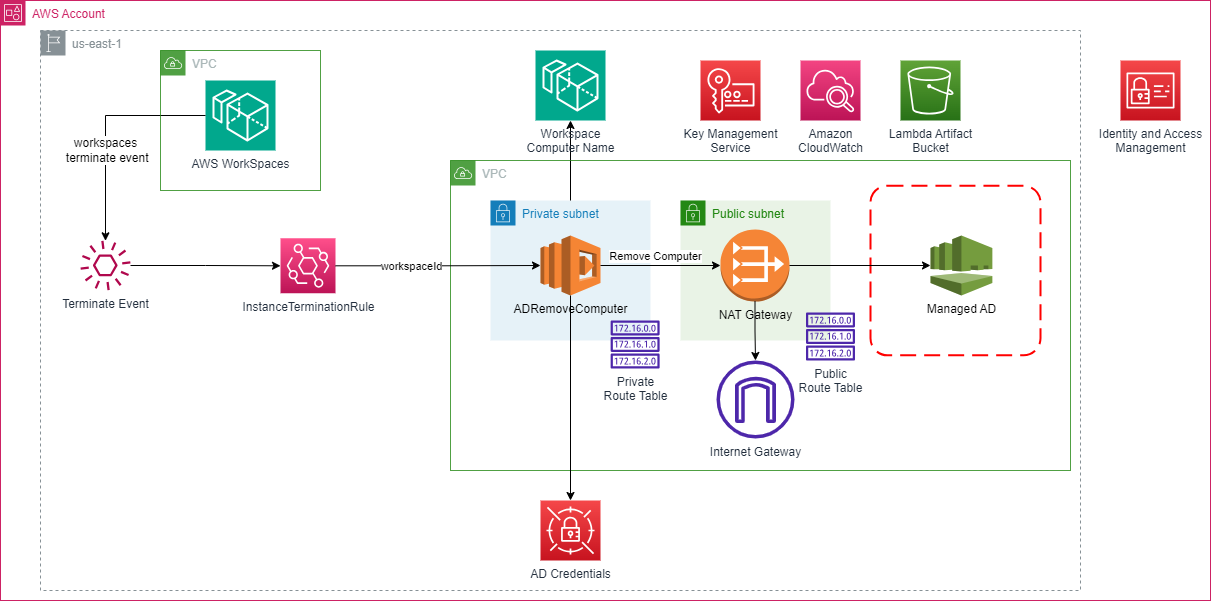 AWS Account
us-east-1
VPC
AWS WorkSpaces
workspaces
terminate event
Terminate Event
InstanceTerminationRule
workspaceId
Workspace
Computer Name
Key Management
Service
Amazon
CloudWatch
Lambda Artifact
Bucket
Identity and Access
Management
VPC
Private subnet
ADRemoveComputer
Remove Computer
172.16.0.0
172.16.1.0
172.16.2.0
Private
Route Table
Public subnet
NAT Gateway
172.16.0.0
172.16.1.0
172.16.2.0
Public
Route Table
Internet Gateway
Managed AD
AD Credentials